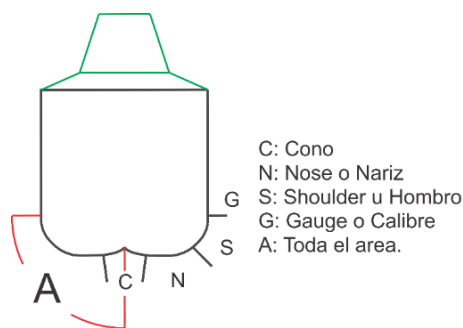 C: Cono
N: Nose o Nariz
G
S: Shoulder u Hombro
G: Gauge o Calibre
S
A: Toda el area.
A
C
N